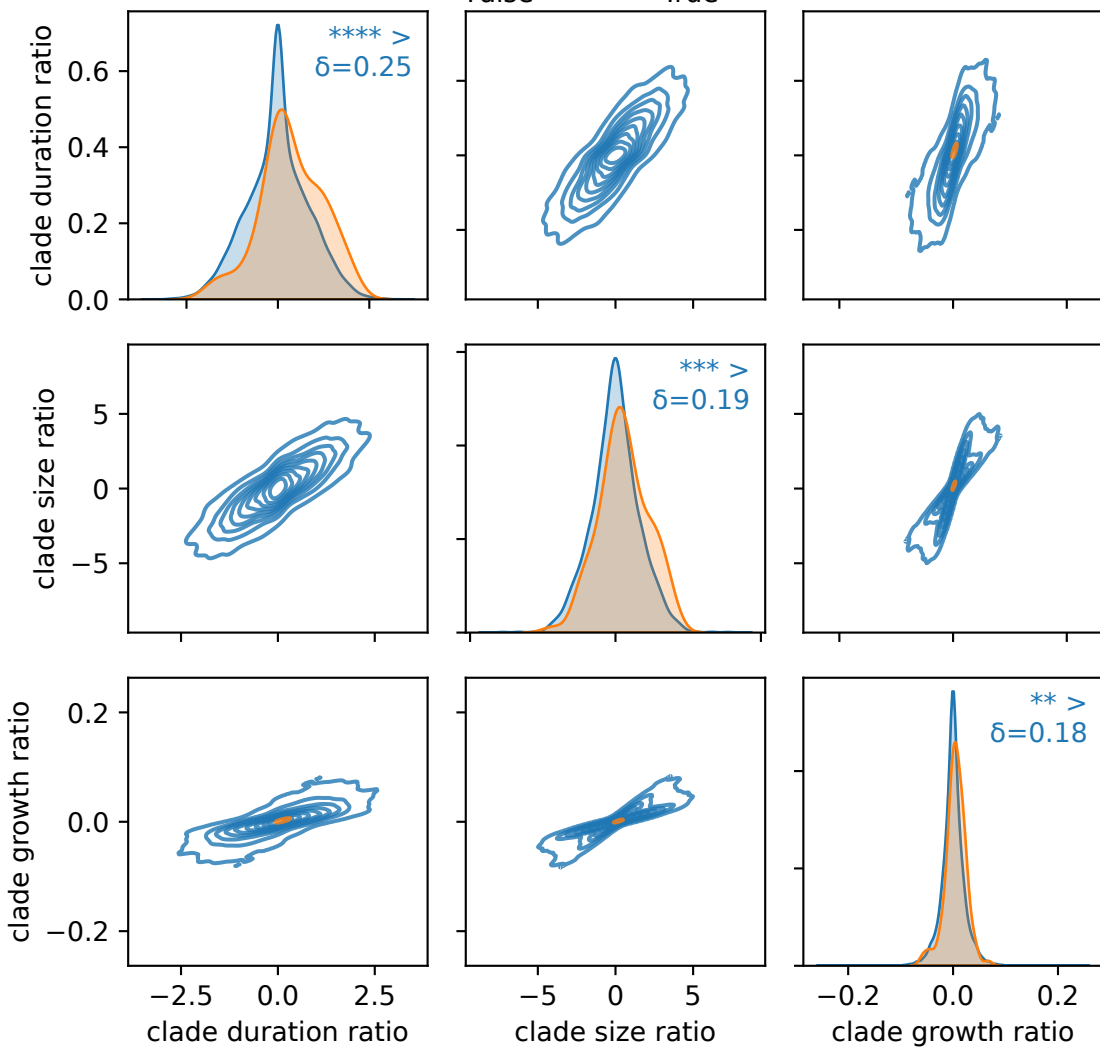 True
clade duration ratio
0.6
0.4
0.2
0.0
**** >
δ=0.25
clade size ratio
5
0
−5
*** >
δ=0.19
clade growth ratio
0.2
0.0
−0.2
** >
δ=0.18
−2.5
0.0
2.5
−5
0
5
−0.2
0.0
0.2
clade duration ratio
clade size ratio
clade growth ratio